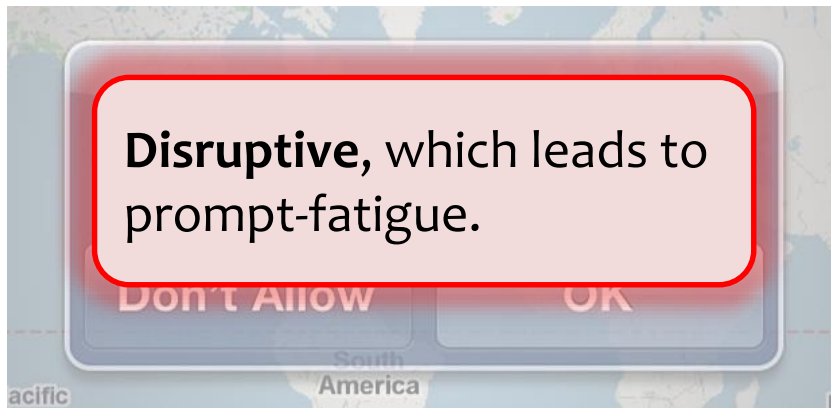 Disruptive, which leads to
prompt-fatigue.
Don't Allow OK
South
America
acific